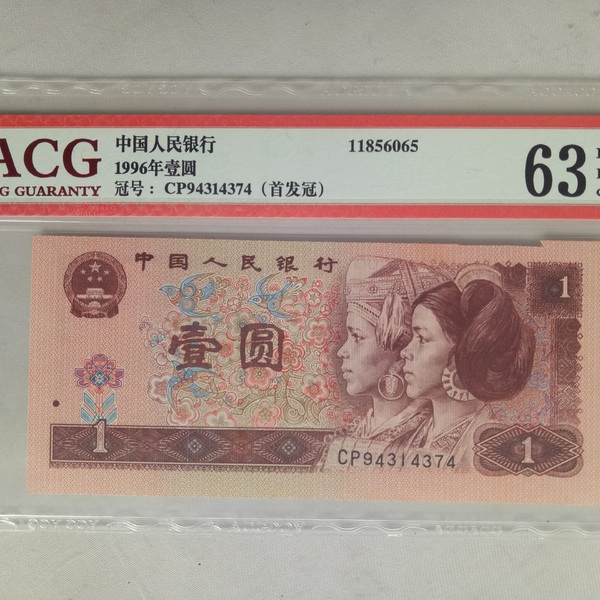 ACG
G GUARANTY
中国人民银行
1996年壹圆
冠号： CP94314374（首发冠）
11856065
63
中国人民银行
壹圆
1
1
CP94314374
1